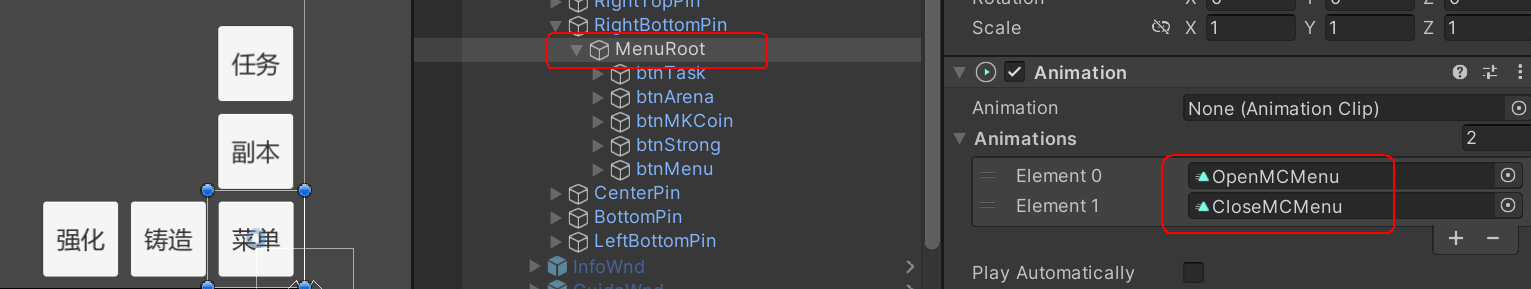 任务
副本
强化 铸造 菜单
RightTopPin
RightBottomPin
MenuRoot
btnTask
btnArena
btnMKCoin
btnStrong
btnMenu
CenterPin
BottomPin
LeftBottomPin
InfoWnd
GuideWnd
Rotation X 0 Y 0 Z 0
Scale X 1 Y 1 Z 1
Animation
Animation None (Animation Clip)
Animations 2
Element 0 OpenMCMenu
Element 1 CloseMCMenu
Play Automatically